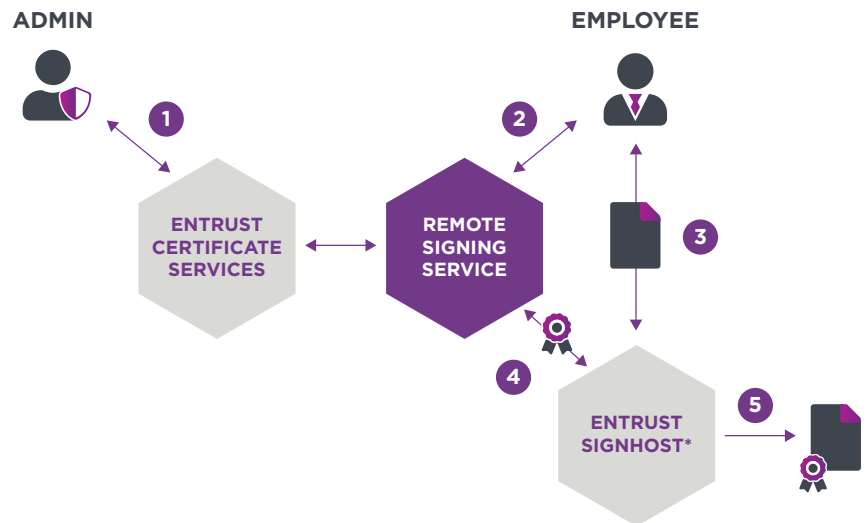 ADMIN
EMPLOYEE
1
2
ENTRUST
CERTIFICATE
SERVICES
REMOTE
SIGNING
SERVICE
3
4
5
ENTRUST
SIGNHOST*